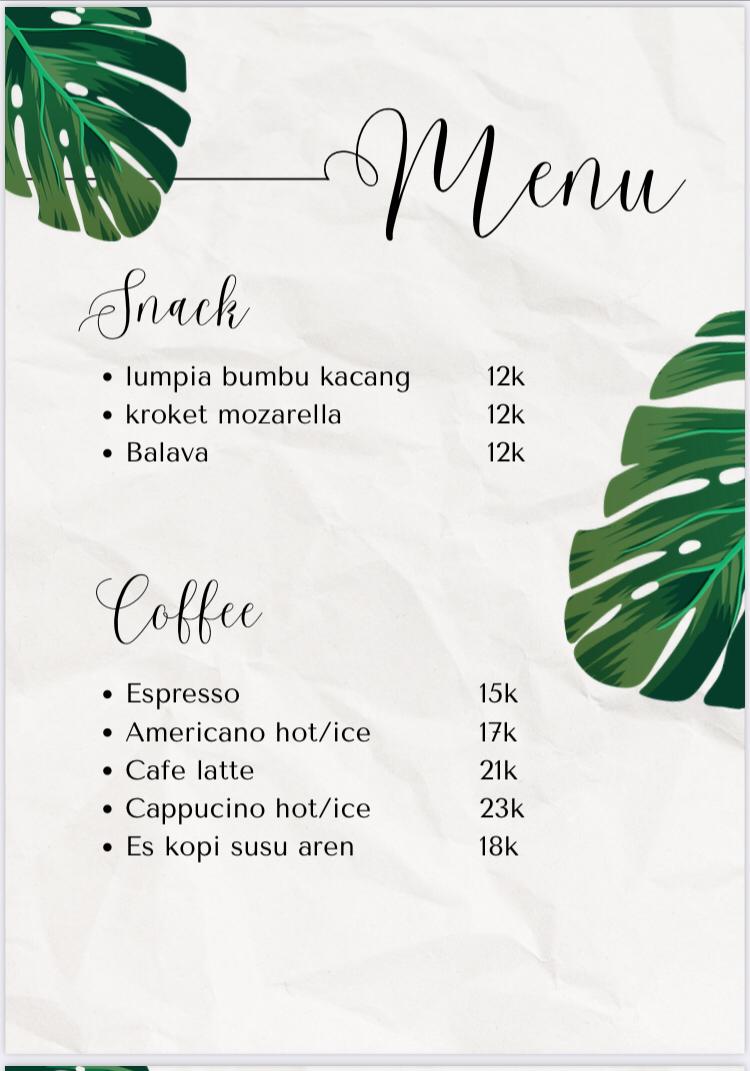 Menu
Snack
• lumpia bumbu kacang 12k
• kroket mozarella 12k
• Balava 12k
Coffee
• Espresso 15k
• Americano hot/ice 17k
• Cafe latte 21k
• Cappucino hot/ice 23k
• Es kopi susu aren 18k